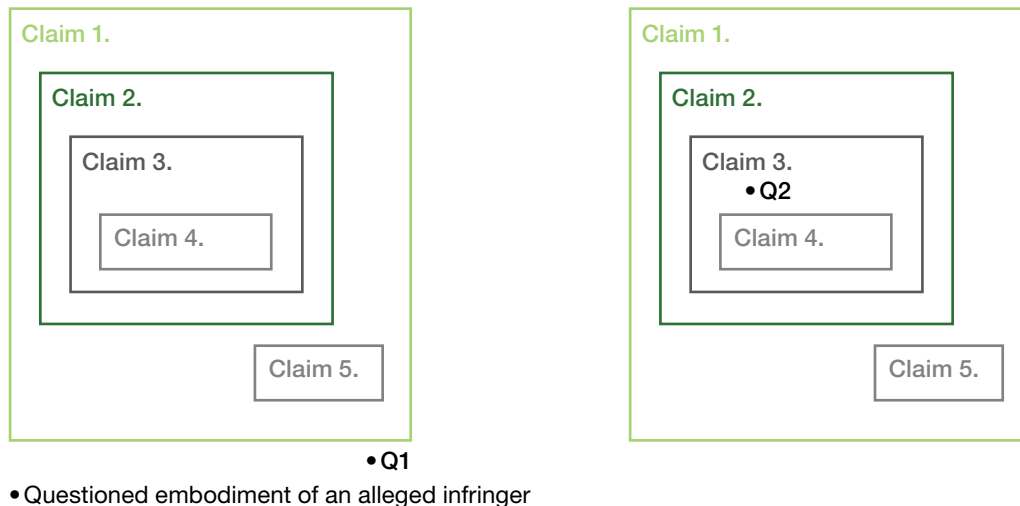 Claim 1.
Claim 2.
Claim 3.
Claim 4.
Claim 5.
• Q1
• Questioned embodiment of an alleged infringer
Claim 1.
Claim 2.
Claim 3.
• Q2
Claim 4.
Claim 5.